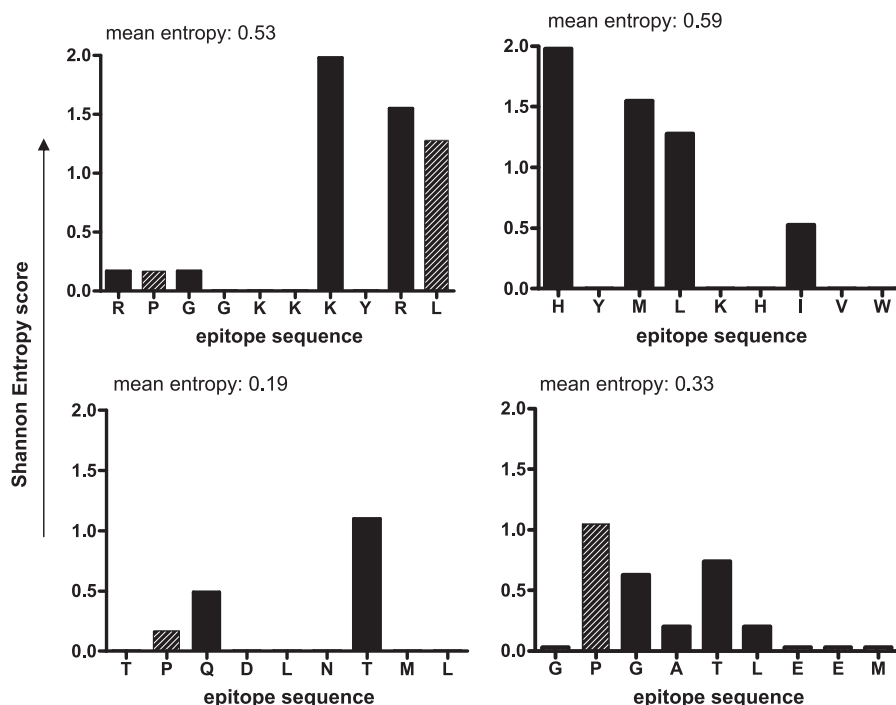 mean entropy: 0.53
2.0
1.5
1.0
0.5
0.0
R P G G K K K Y R L
epitope sequence
mean entropy: 0.59
2.0
1.5
1.0
0.5
0.0
H Y M L K H I V W
epitope sequence
Shannon Entropy score
mean entropy: 0.19
2.0
1.5
1.0
0.5
0.0
T P Q D L N T M L
epitope sequence
mean entropy: 0.33
2.0
1.5
1.0
0.5
0.0
G P G A T L E E M
epitope sequence